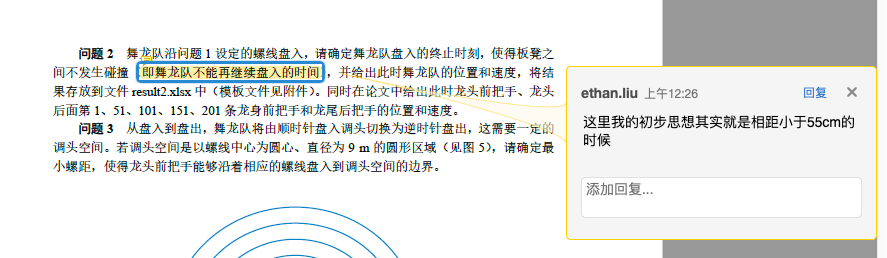 问题 2 舞龙队沿问题 1 设定的螺线盘入，请确定舞龙队盘入的终止时刻，使得板凳之
间不发生碰撞（即舞龙队不能再继续盘入的时间），并给出此时舞龙队的位置和速度，将结
果存放到文件 result2.xlsx 中（模板文件见附件）。同时在论文中给出此时龙头前把手、龙头
后面第 1、51、101、151、201 条龙身前把手和龙尾后把手的位置和速度。
问题 3 从盘入到盘出，舞龙队将由顺时针盘入调头切换为逆时针盘出，这需要一定的
调头空间。若调头空间是以螺线中心为圆心、直径为 9 m 的圆形区域（见图 5），请确定最
小螺距，使得龙头前把手能够沿着相应的螺线盘入到调头空间的边界。
ethan.liu 上午12:26 回复
这里我的初步思想其实就是相距小于55cm的
时候
添加回复...